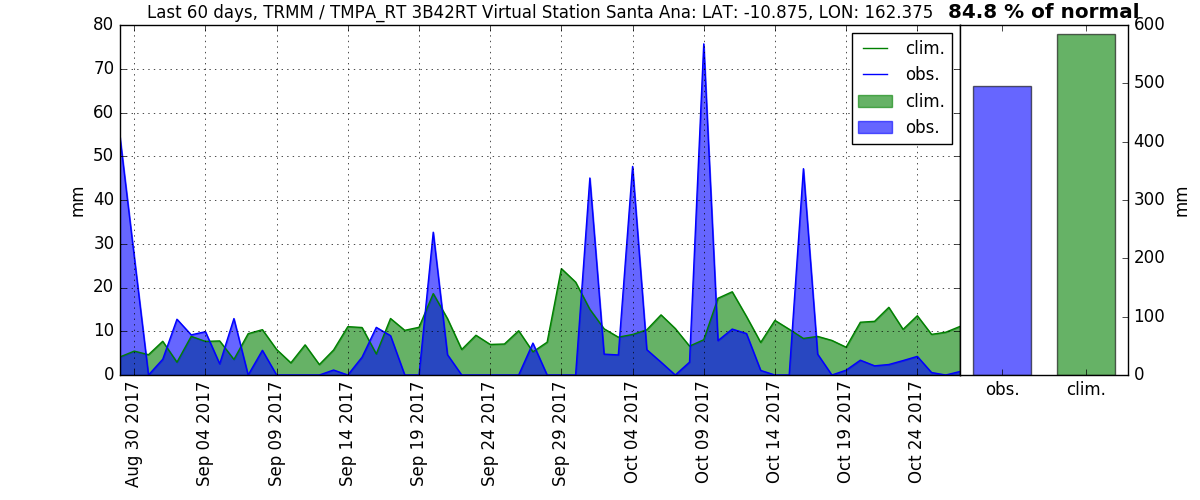 Last 60 days, TRMM / TMPA_RT 3B42RT Virtual Station Santa Ana: LAT: -10.875, LON: 162.375 84.8 % of normal
80
70
60
50
40
30
20
10
0
mm
clim.
obs.
clim.
obs.
600
500
400
300
200
100
0
mm
obs. clim.
Aug 30 2017
Sep 04 2017
Sep 09 2017
Sep 14 2017
Sep 19 2017
Sep 24 2017
Sep 29 2017
Oct 04 2017
Oct 09 2017
Oct 14 2017
Oct 19 2017
Oct 24 2017